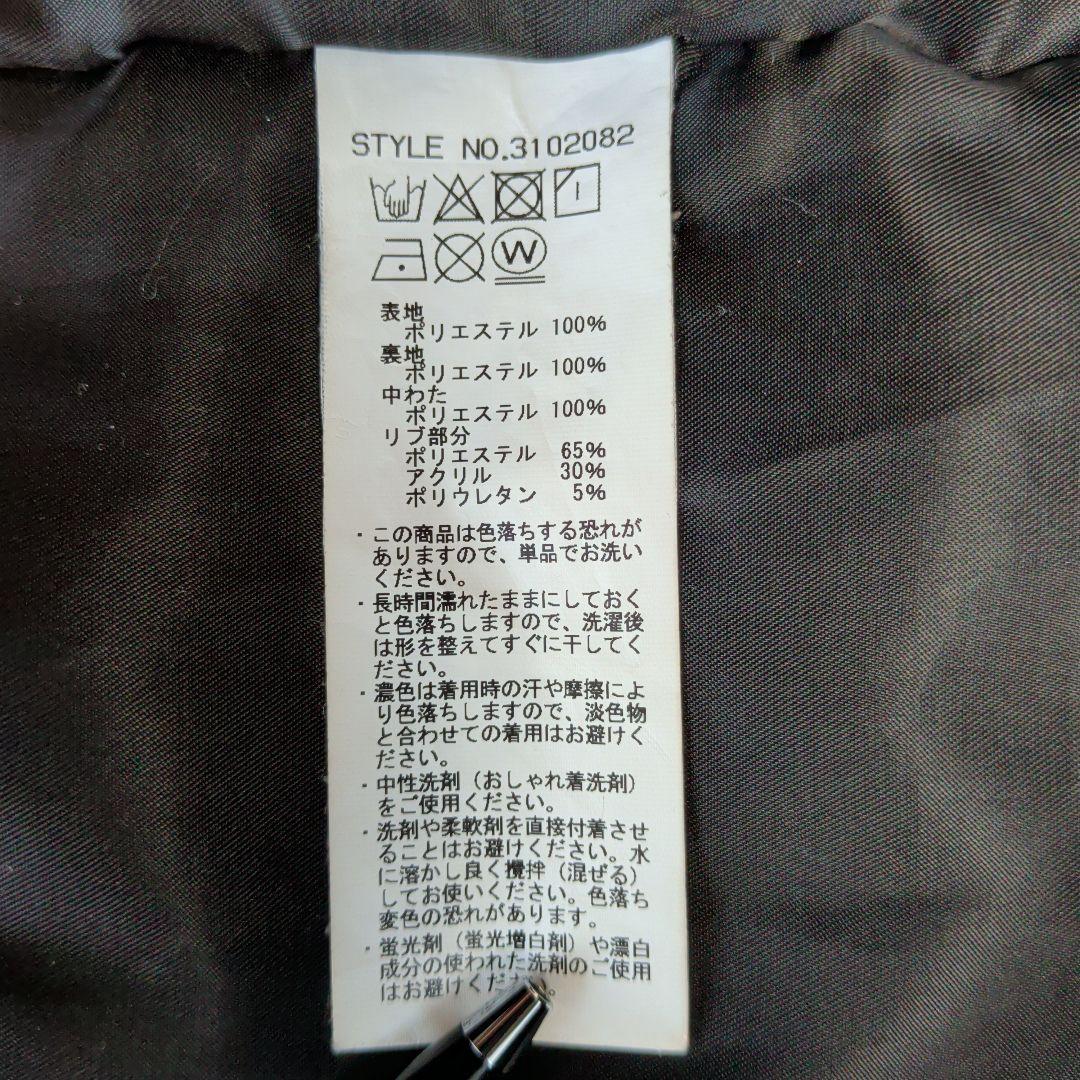 STYLE NO.3102082
W
表地
ポリエステル 100%
裏地
ポリエステル 100%
中わた
ポリエステル 100%
リブ部分
ポリエステル 65%
アクリル 30%
ポリウレタン 5%
・この商品は色落ちする恐れが
ありますので、単品でお洗い
ください。
・長時間濡れたままにしておく
と色落ちしますので、洗濯後
は形を整えてすぐに干してく
ださい。
・濃色は着用時の汗や摩擦によ
り色落ちしますので、淡色物
と合わせての着用はお避けく
ださい。
・中性洗剤（おしゃれ着洗剤）
をご使用ください。
・洗剤や柔軟剤を直接付着させ
ることはお避けください。水
に溶かし良く攪拌（混ぜる）
してお使いください。色落ち
変色の恐れがあります。
・蛍光剤（蛍光増白剤）や漂白
成分の使われた洗剤のご使用
はお避けくだ